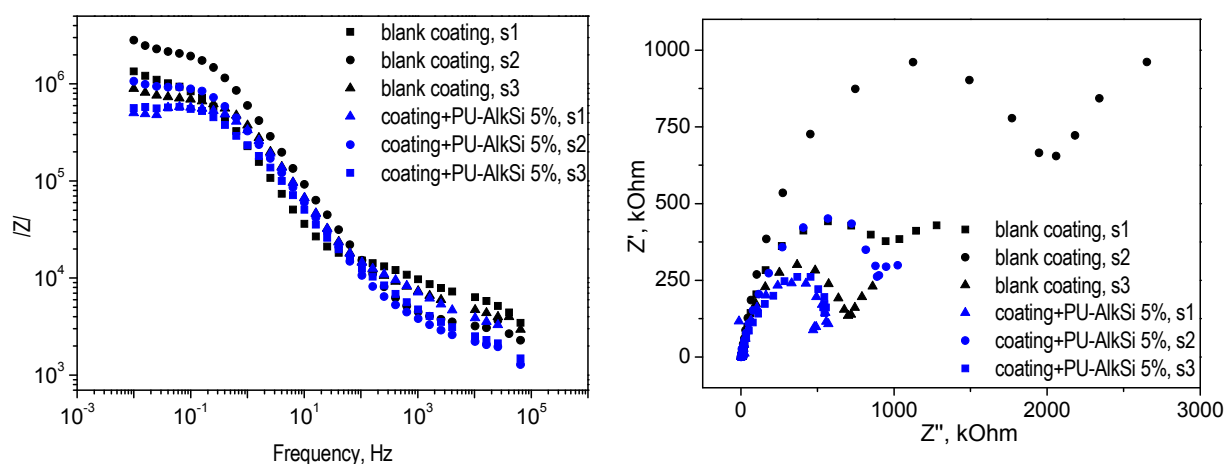 10^6
10^5
10^4
10^3
/Z/
10^-3
10^-1
10^1
10^3
10^5
Frequency, Hz
blank coating, s1
blank coating, s2
blank coating, s3
coating+PU-AlkSi 5%, s1
coating+PU-AlkSi 5%, s2
coating+PU-AlkSi 5%, s3
1000
750
500
250
0
Z', kOhm
0
1000
2000
3000
Z'', kOhm
blank coating, s1
blank coating, s2
blank coating, s3
coating+PU-AlkSi 5%, s1
coating+PU-AlkSi 5%, s2
coating+PU-AlkSi 5%, s3